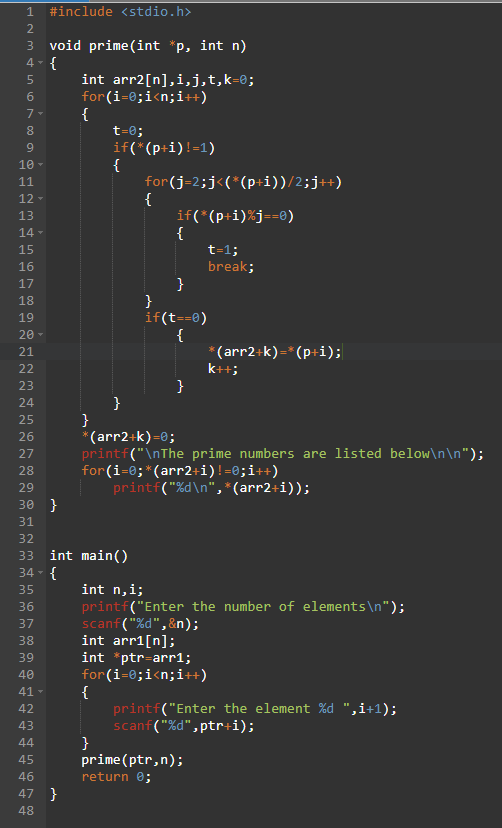 1 #include <stdio.h>
2
3 void prime(int *p, int n)
4 {
5 int arr2[n],i,j,t,k=0;
6 for(i=0;i<n;i++)
7 {
8 t=0;
9 if(*(p+i)!=1)
10 {
11 for(j=2;j<(*(p+i))/2;j++)
12 {
13 if(*(p+i)%j==0)
14 {
15 t=1;
16 break;
17 }
18 }
19 if(t==0)
20 {
21 *(arr2+k)=*(p+i);
22 k++;
23 }
24 }
25 }
26 *(arr2+k)=0;
27 printf("\nThe prime numbers are listed below\n\n");
28 for(i=0;*(arr2+i)!=0;i++)
29 printf("%d\n",*(arr2+i));
30 }
31
32
33 int main()
34 {
35 int n,i;
36 printf("Enter the number of elements\n");
37 scanf("%d",&n);
38 int arr1[n];
39 int *ptr=arr1;
40 for(i=0;i<n;i++)
41 {
42 printf("Enter the element %d ",i+1);
43 scanf("%d",ptr+i);
44 }
45 prime(ptr,n);
46 return 0;
47 }
48